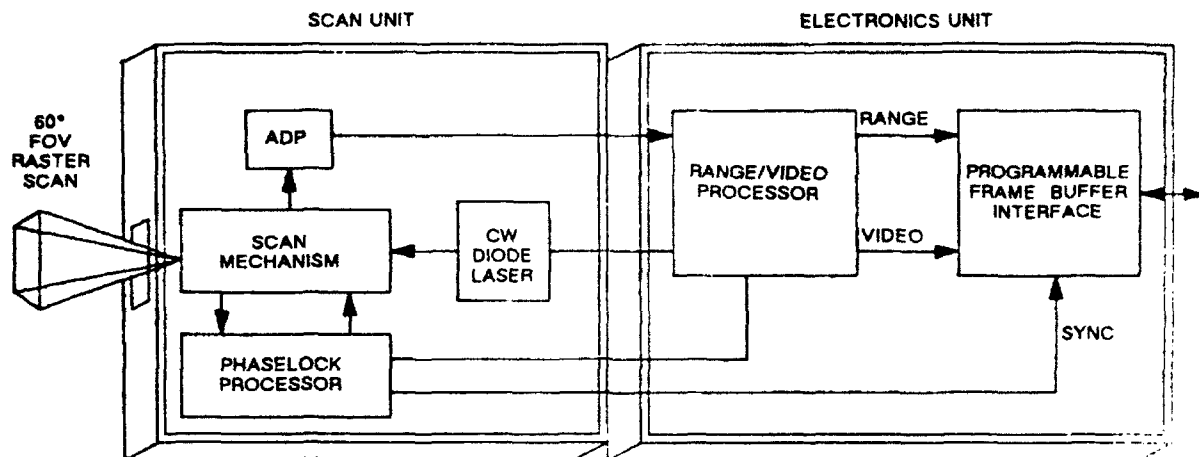 SCAN UNIT
ELECTRONICS UNIT
60°
FOV
RASTER
SCAN
ADP
SCAN
MECHANISM
CW
DIODE
LASER
PHASELOCK
PROCESSOR
RANGE/VIDEO
PROCESSOR
RANGE
VIDEO
PROGRAMMABLE
FRAME BUFFER
INTERFACE
SYNC